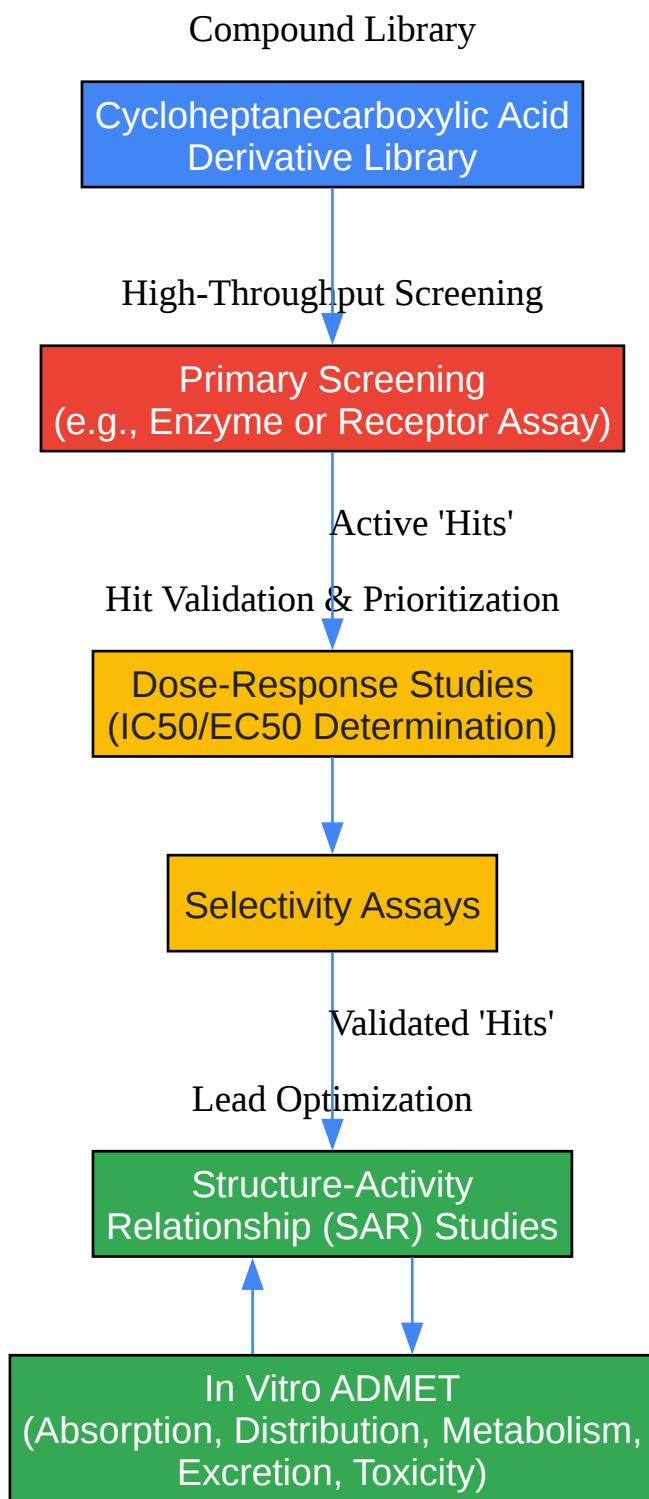 Compound Library
Cycloheptanecarboxylic Acid
Derivative Library
High-Throughput Screening
Primary Screening
(e.g., Enzyme or Receptor Assay)
Active 'Hits'
Hit Validation & Prioritization
Dose-Response Studies
(IC50/EC50 Determination)
Selectivity Assays
Validated 'Hits'
Lead Optimization
Structure-Activity
Relationship (SAR) Studies
In Vitro ADMET
(Absorption, Distribution, Metabolism,
Excretion, Toxicity)